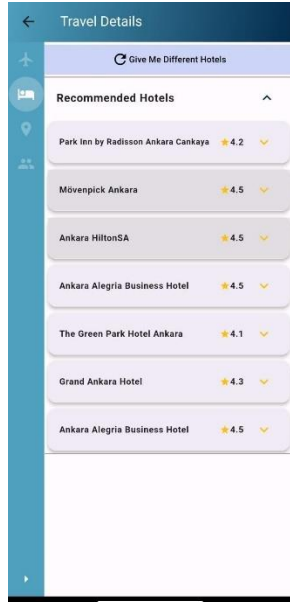 Travel Details
Give Me Different Hotels
Recommended Hotels
Park Inn by Radisson Ankara Cankaya 4.2
Mövenpick Ankara 4.5
Ankara HiltonSA 4.5
Ankara Alegria Business Hotel 4.5
The Green Park Hotel Ankara 4.1
Grand Ankara Hotel 4.3
Ankara Alegria Business Hotel 4.5